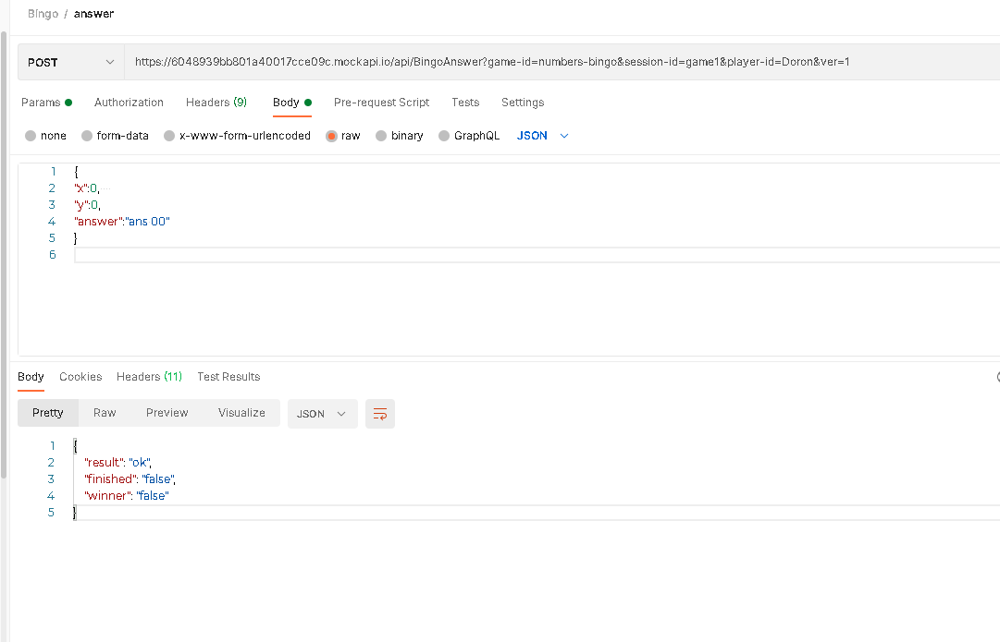 Bingo / answer
POST https://6048939bb801a40017cce09c.mockapi.io/api/BingoAnswer?game-id=numbers-bingo&session-id=game1&player-id=Doron&ver=1
Params Authorization Headers (9) Body Pre-request Script Tests Settings
none form-data x-www-form-urlencoded raw binary GraphQL JSON
1 {
2 "x":0,
3 "y":0,
4 "answer":"ans 00"
5 }
6
Body Cookies Headers (11) Test Results
Pretty Raw Preview Visualize JSON
1 {
2 "result": "ok",
3 "finished": "false",
4 "winner": "false"
5 }